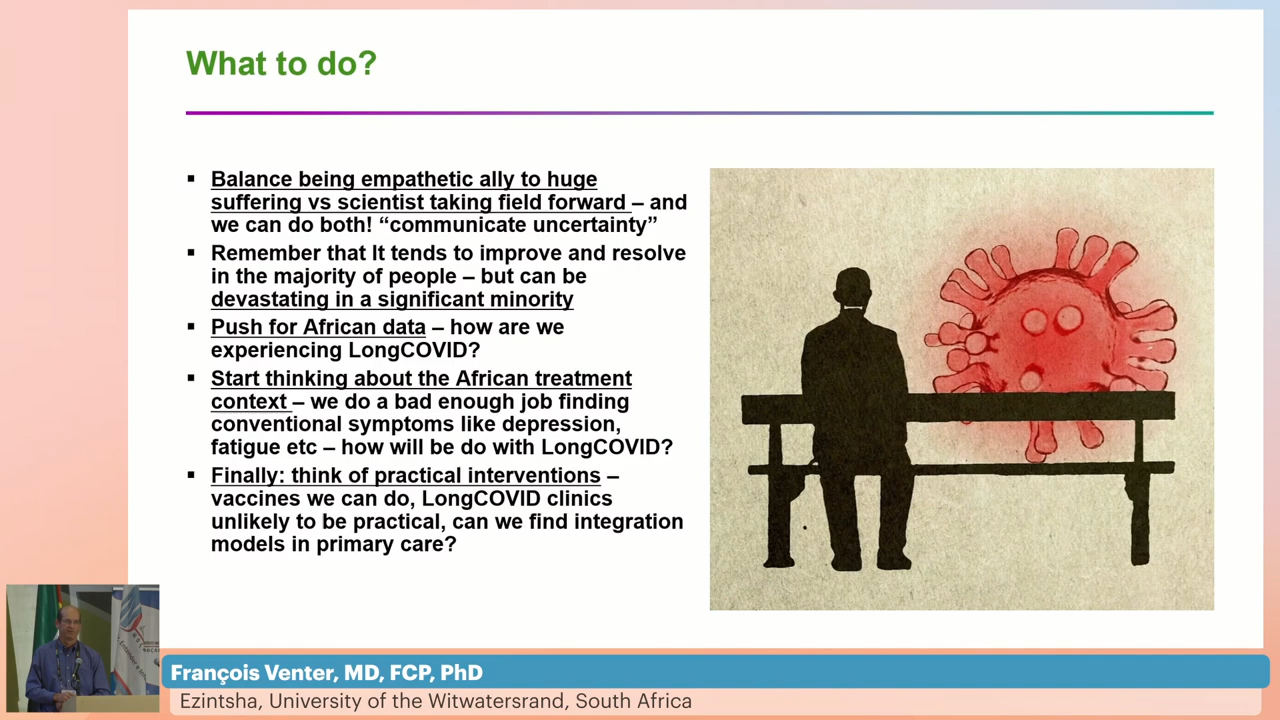 What to do?
▪ Balance being empathetic ally to huge
suffering vs scientist taking field forward – and
we can do both! “communicate uncertainty”
▪ Remember that It tends to improve and resolve
in the majority of people – but can be
devastating in a significant minority
▪ Push for African data – how are we
experiencing LongCOVID?
▪ Start thinking about the African treatment
context – we do a bad enough job finding
conventional symptoms like depression,
fatigue etc – how will be do with LongCOVID?
▪ Finally: think of practical interventions –
vaccines we can do, LongCOVID clinics
unlikely to be practical, can we find integration
models in primary care?
François Venter, MD, FCP, PhD
Ezintsha, University of the Witwatersrand, South Africa